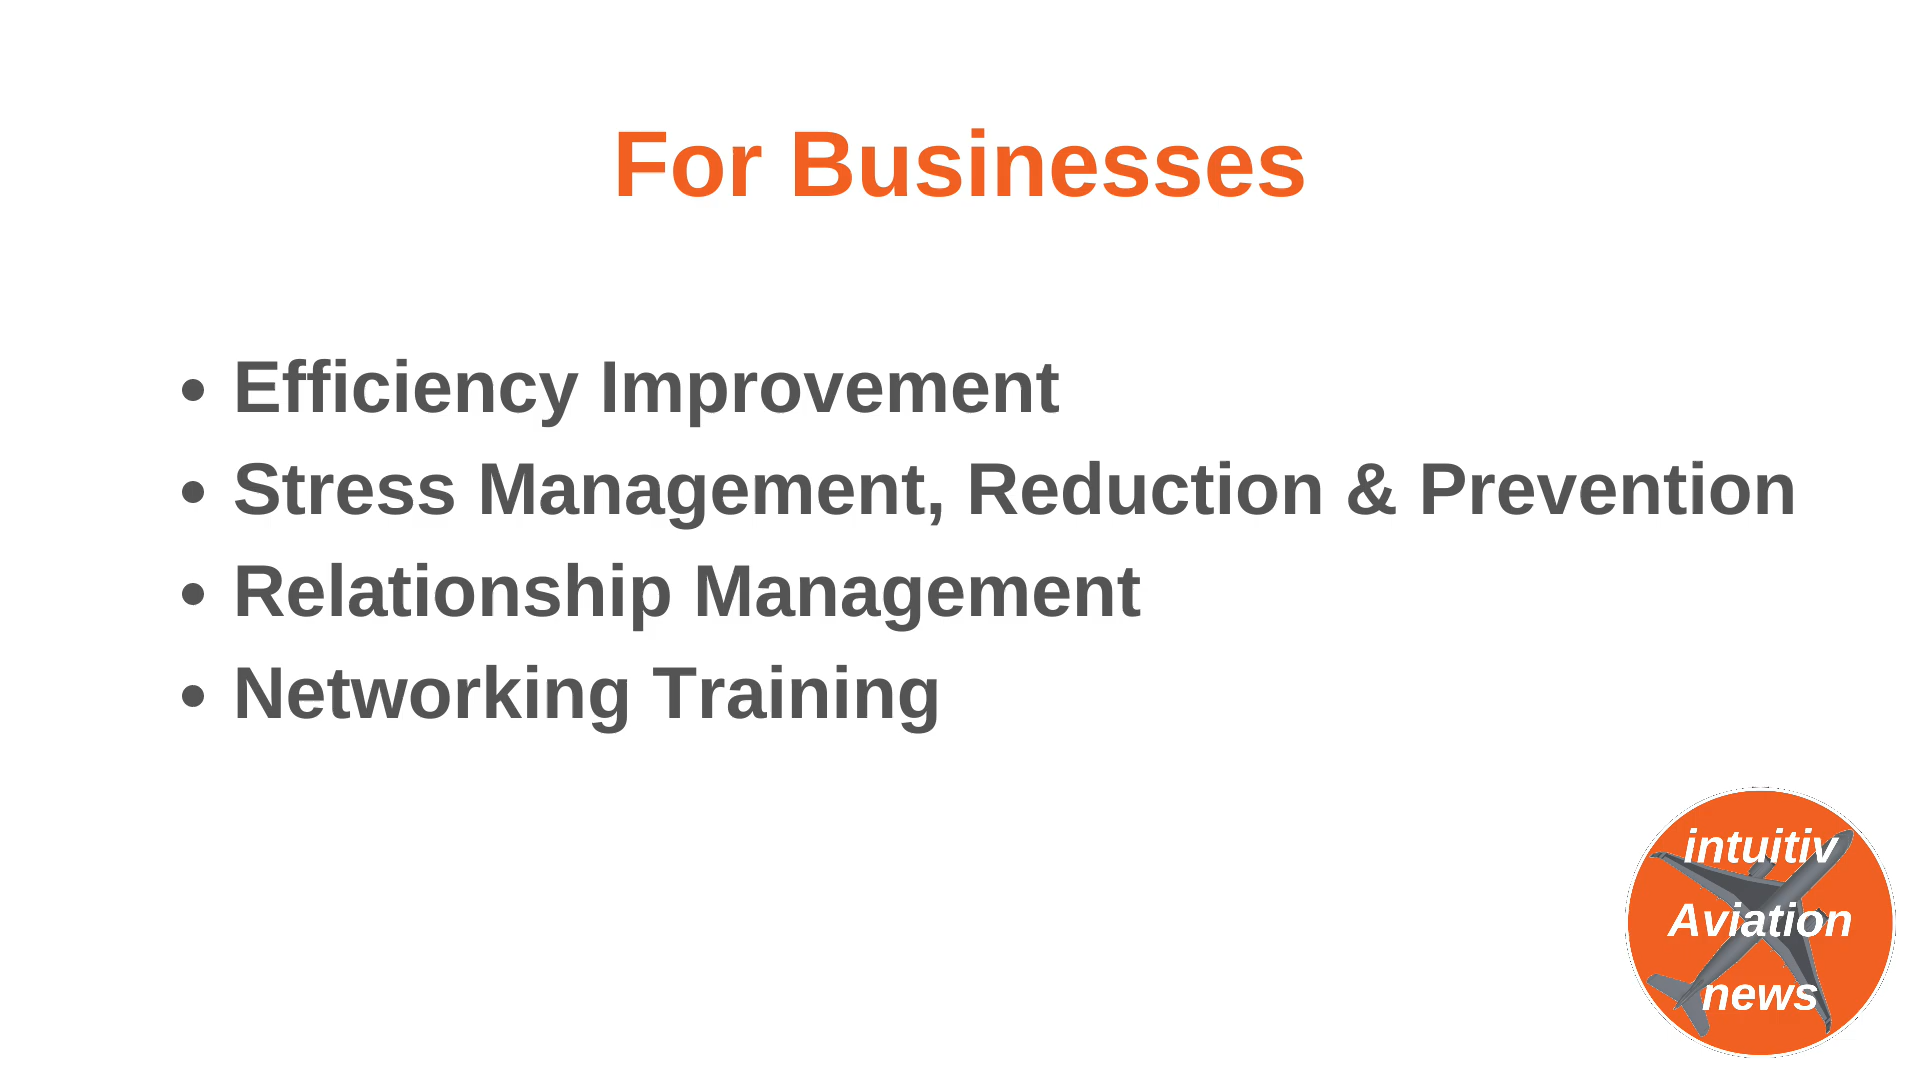 For Businesses
• Efficiency Improvement
• Stress Management, Reduction & Prevention
• Relationship Management
• Networking Training
intuitiv
Aviation
news